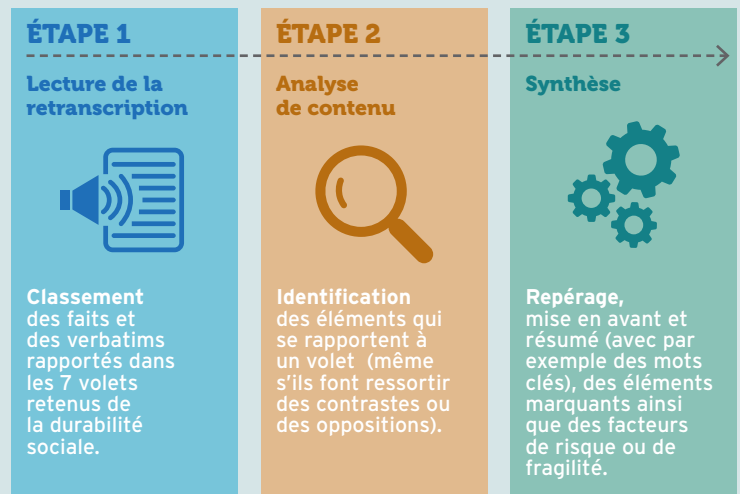 ÉTAPE 1
Lecture de la
retranscription
Classement
des faits et
des verbatims
rapportés dans
les 7 volets
retenus de
la durabilité
sociale.
ÉTAPE 2
Analyse
de contenu
Identification
des éléments qui
se rapportent à
un volet (même
s'ils font ressortir
des contrastes ou
des oppositions).
ÉTAPE 3
Synthèse
Repérage,
mise en avant et
résumé (avec par
exemple des mots
clés), des éléments
marquants ainsi
que des facteurs
de risque ou de
fragilité.